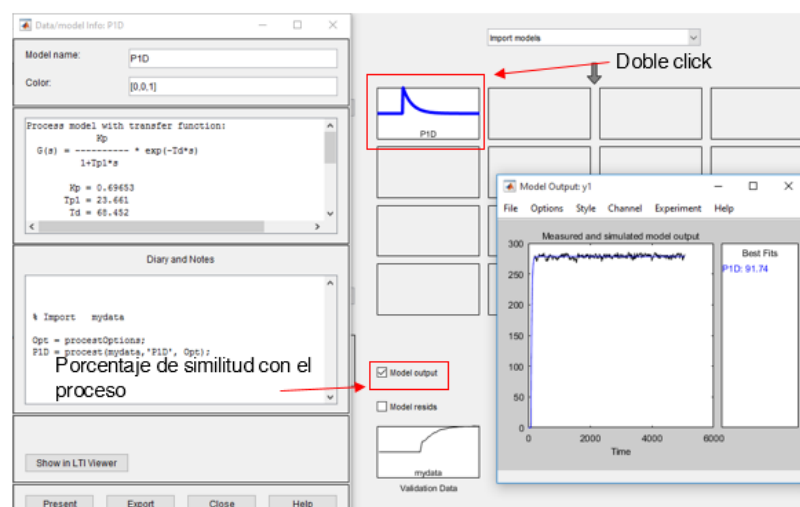 Data/model Info: P1D
Model name:
P1D
Color:
[0,0,1]
Process model with transfer function:
Kp
G(s) = ---------- * exp(-Td*s)
1+Tp1*s
Kp = 0.69653
Tp1 = 23.661
Td = 68.452
Diary and Notes
% Import   mydata
Opt = procestOptions;
P1D = procest(mydata,'P1D', Opt);
Porcentaje de similitud con el
proceso
Show in LTI Viewer
Present
Export
Close
Help
Import models
Doble click
P1D
Model Output: y1
File Options Style Channel Experiment Help
Measured and simulated model output
300
250
200
150
100
50
0
0 2000 4000 6000
Time
Best Fits
P1D: 91.74
Model output
Model resids
mydata
Validation Data